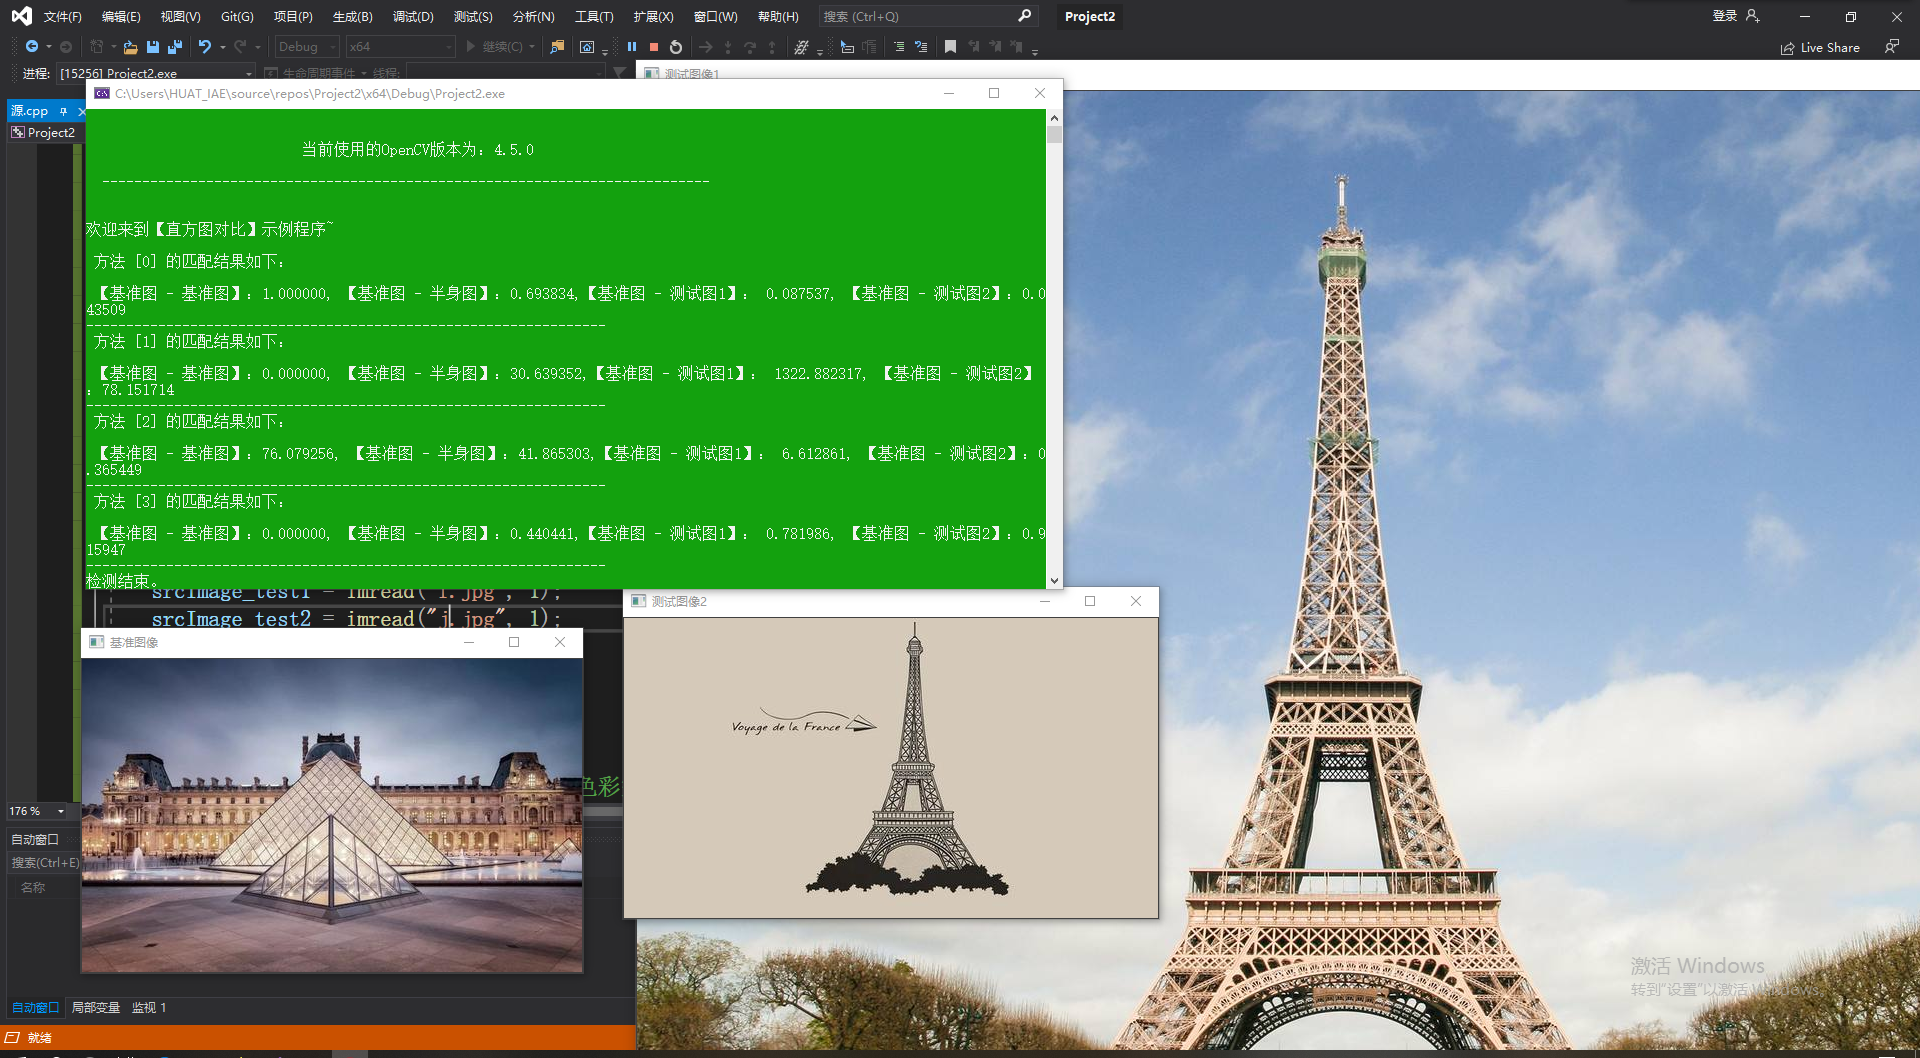 文件(F) 编辑(E) 视图(V) Git(G) 项目(P) 生成(B) 调试(D) 测试(S) 分析(N) 工具(T) 扩展(X) 窗口(W) 帮助(H) 搜索 (Ctrl+Q) Project2 登录
Debug x64 继续(C) Live Share
进程: [15256] Project2.exe 生命周期事件 线程:
测试图像1
C:\Users\HUAT_IAE\source\repos\Project2\x64\Debug\Project2.exe
源.cpp
Project2
当前使用的OpenCV版本为：4.5.0
----------------------------------------------------------------------------
欢迎来到【直方图对比】示例程序~
方法 [0] 的匹配结果如下：
【基准图 - 基准图】：1.000000, 【基准图 - 半身图】：0.693834,【基准图 - 测试图1】： 0.087537, 【基准图 - 测试图2】：0.0
43509
-----------------------------------------------------------------
方法 [1] 的匹配结果如下：
【基准图 - 基准图】：0.000000, 【基准图 - 半身图】：30.639352,【基准图 - 测试图1】： 1322.882317, 【基准图 - 测试图2】
：78.151714
-----------------------------------------------------------------
方法 [2] 的匹配结果如下：
【基准图 - 基准图】：76.079256, 【基准图 - 半身图】：41.865303,【基准图 - 测试图1】： 6.612861, 【基准图 - 测试图2】：0
.365449
-----------------------------------------------------------------
方法 [3] 的匹配结果如下：
【基准图 - 基准图】：0.000000, 【基准图 - 半身图】：0.440441,【基准图 - 测试图1】： 0.781986, 【基准图 - 测试图2】：0.9
15947
-----------------------------------------------------------------
检测结束。
srcImage_test1 = imread("i.jpg", 1);
srcImage_test2 = imread("j.jpg", 1);
测试图像2
基准图像
Voyage de la France
色彩
176 %
自动窗口
搜索(Ctrl+E)
名称
激活 Windows
转到"设置"以激活 Windows。
自动窗口 局部变量 监视 1
就绪